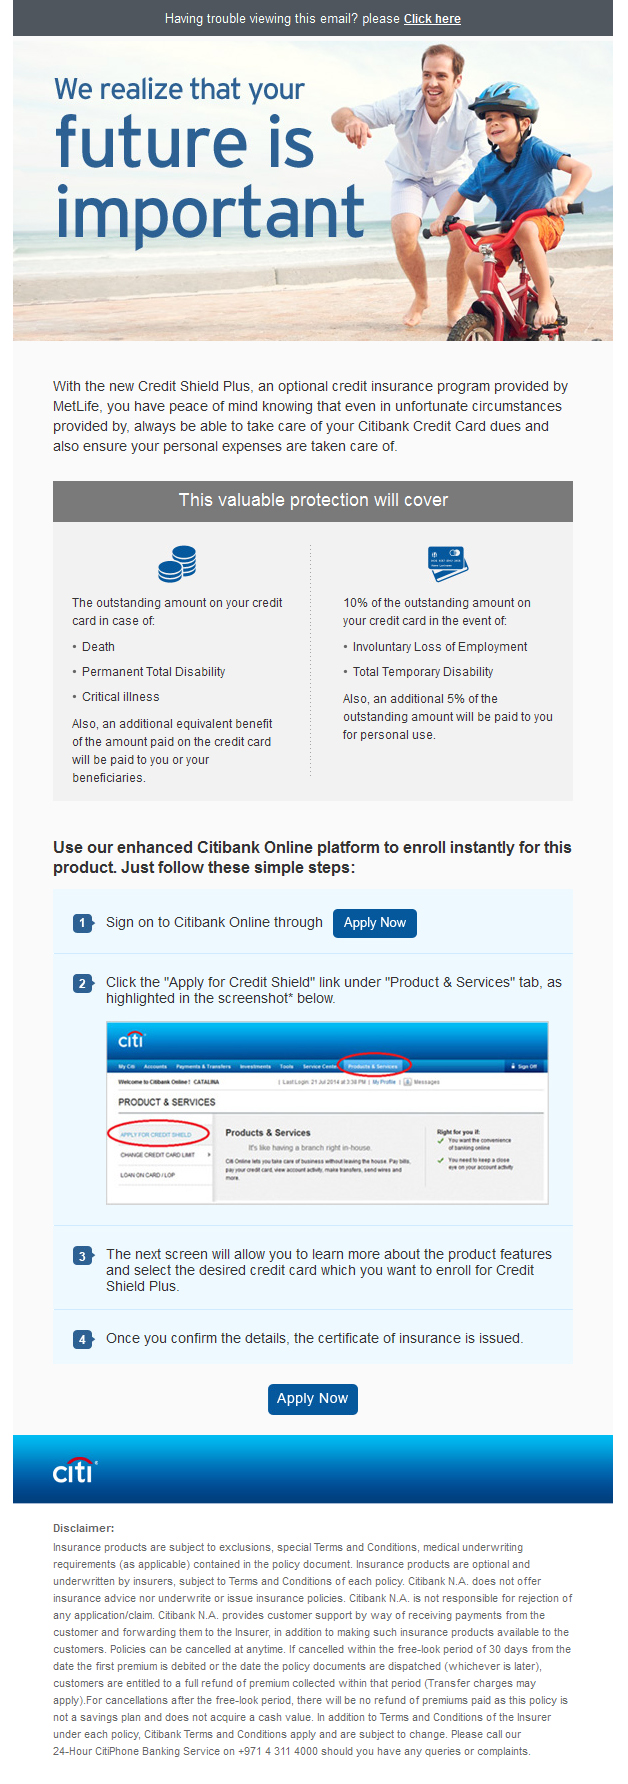 Having trouble viewing this email? please Click here
We realize that your
future is
important
With the new Credit Shield Plus, an optional credit insurance program provided by
MetLife, you have peace of mind knowing that even in unfortunate circumstances
provided by, always be able to take care of your Citibank Credit Card dues and
also ensure your personal expenses are taken care of.
This valuable protection will cover
The outstanding amount on your credit
card in case of:
• Death
• Permanent Total Disability
• Critical illness
Also, an additional equivalent benefit
of the amount paid on the credit card
will be paid to you or your
beneficiaries.
10% of the outstanding amount on
your credit card in the event of:
• Involuntary Loss of Employment
• Total Temporary Disability
Also, an additional 5% of the
outstanding amount will be paid to you
for personal use.
Use our enhanced Citibank Online platform to enroll instantly for this
product. Just follow these simple steps:
1 Sign on to Citibank Online through Apply Now
2 Click the "Apply for Credit Shield" link under "Product & Services" tab, as
highlighted in the screenshot* below.
citi
My Citi Accounts Payments & Transfers Investments Tools Service Center Products & Services Sign Off
Welcome to Citibank Online! CATALINA | Last Login: 21 Jul 2014 at 3:38 PM | My Profile | Messages
PRODUCT & SERVICES
APPLY FOR CREDIT SHIELD
CHANGE CREDIT CARD LIMIT
LOAN ON CARD / LOP
Products & Services
It's like having a branch right in-house.
Citi Online lets you take care of business without leaving the house. Pay bills,
pay your credit card, view account activity, make transfers, send wires and
more.
Right for you if:
You want the convenience
of banking online
You need to keep a close
eye on your account activity
3 The next screen will allow you to learn more about the product features
and select the desired credit card which you want to enroll for Credit
Shield Plus.
4 Once you confirm the details, the certificate of insurance is issued.
Apply Now
citi
Disclaimer:
Insurance products are subject to exclusions, special Terms and Conditions, medical underwriting
requirements (as applicable) contained in the policy document. Insurance products are optional and
underwritten by insurers, subject to Terms and Conditions of each policy. Citibank N.A. does not offer
insurance advice nor underwrite or issue insurance policies. Citibank N.A. is not responsible for rejection of
any application/claim. Citibank N.A. provides customer support by way of receiving payments from the
customer and forwarding them to the Insurer, in addition to making such insurance products available to the
customers. Policies can be cancelled at anytime. If cancelled within the free-look period of 30 days from the
date the first premium is debited or the date the policy documents are dispatched (whichever is later),
customers are entitled to a full refund of premium collected within that period (Transfer charges may
apply).For cancellations after the free-look period, there will be no refund of premiums paid as this policy is
not a savings plan and does not acquire a cash value. In addition to Terms and Conditions of the Insurer
under each policy, Citibank Terms and Conditions apply and are subject to change. Please call our
24-Hour CitiPhone Banking Service on +971 4 311 4000 should you have any queries or complaints.